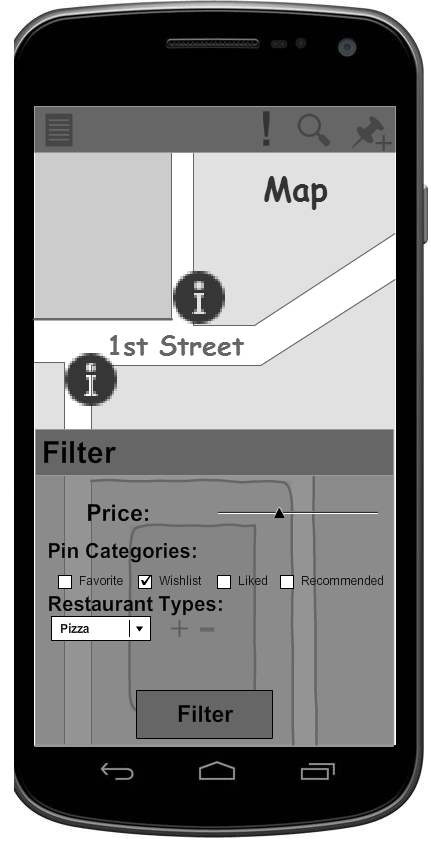 Map
1st Street
Filter
Price:
Pin Categories:
Favorite Wishlist Liked Recommended
Restaurant Types:
Pizza
Filter